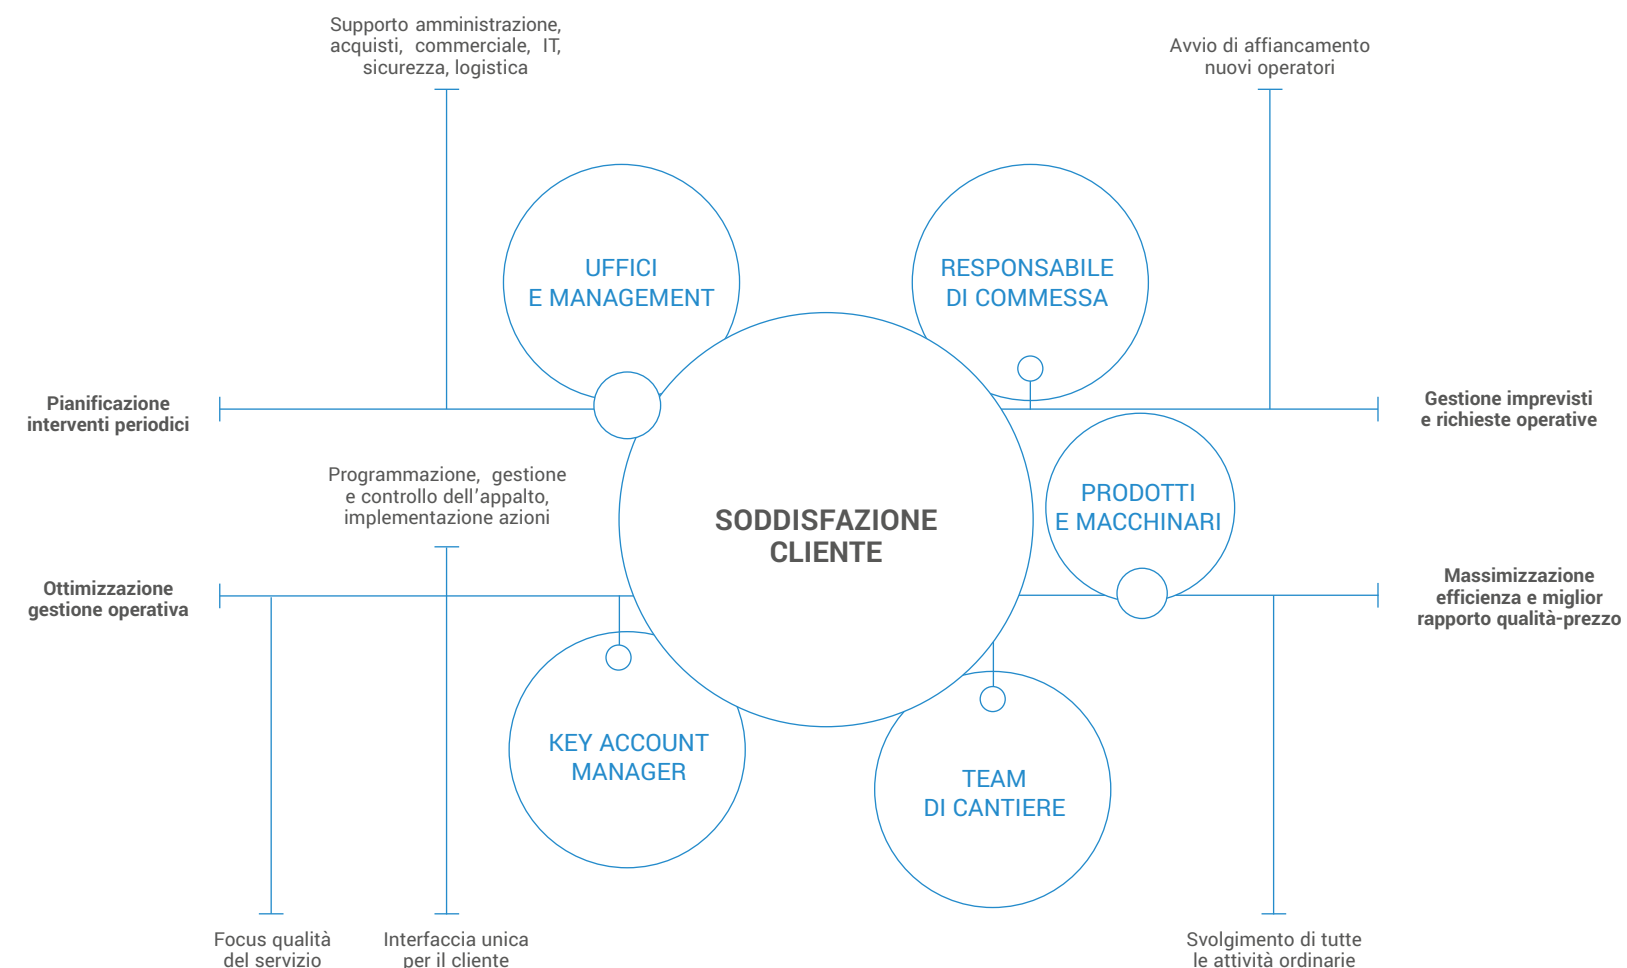 Supporto amministrazione,
acquisti, commerciale, IT,
sicurezza, logistica
Avvio di affiancamento
nuovi operatori
UFFICI
E MANAGEMENT
RESPONSABILE
DI COMMESSA
Pianificazione
interventi periodici
Gestione imprevisti
e richieste operative
Programmazione, gestione
e controllo dell'appalto,
implementazione azioni
PRODOTTI
E MACCHINARI
SODDISFAZIONE
CLIENTE
Ottimizzazione
gestione operativa
Massimizzazione
efficienza e miglior
rapporto qualità-prezzo
KEY ACCOUNT
MANAGER
TEAM
DI CANTIERE
Focus qualità
del servizio
Interfaccia unica
per il cliente
Svolgimento di tutte
le attività ordinarie